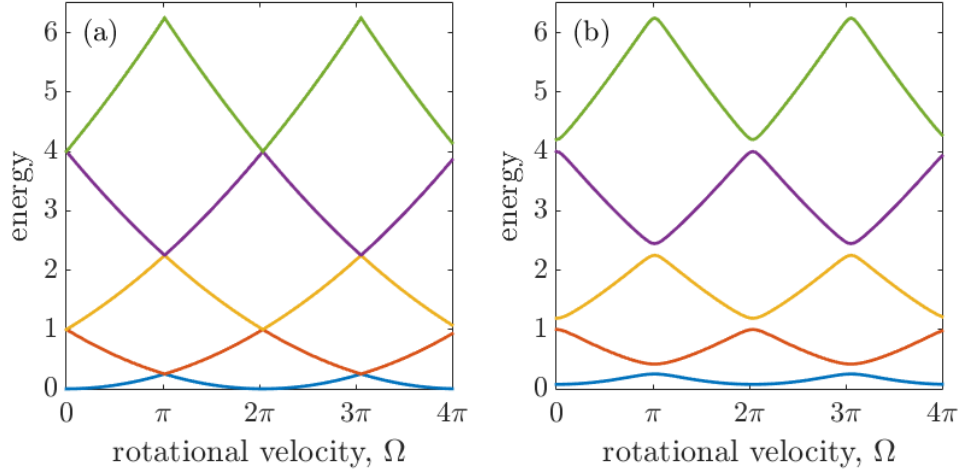 (a)
energy
6
5
4
3
2
1
0
0 π 2π 3π 4π
rotational velocity, Ω
(b)
energy
6
5
4
3
2
1
0
0 π 2π 3π 4π
rotational velocity, Ω